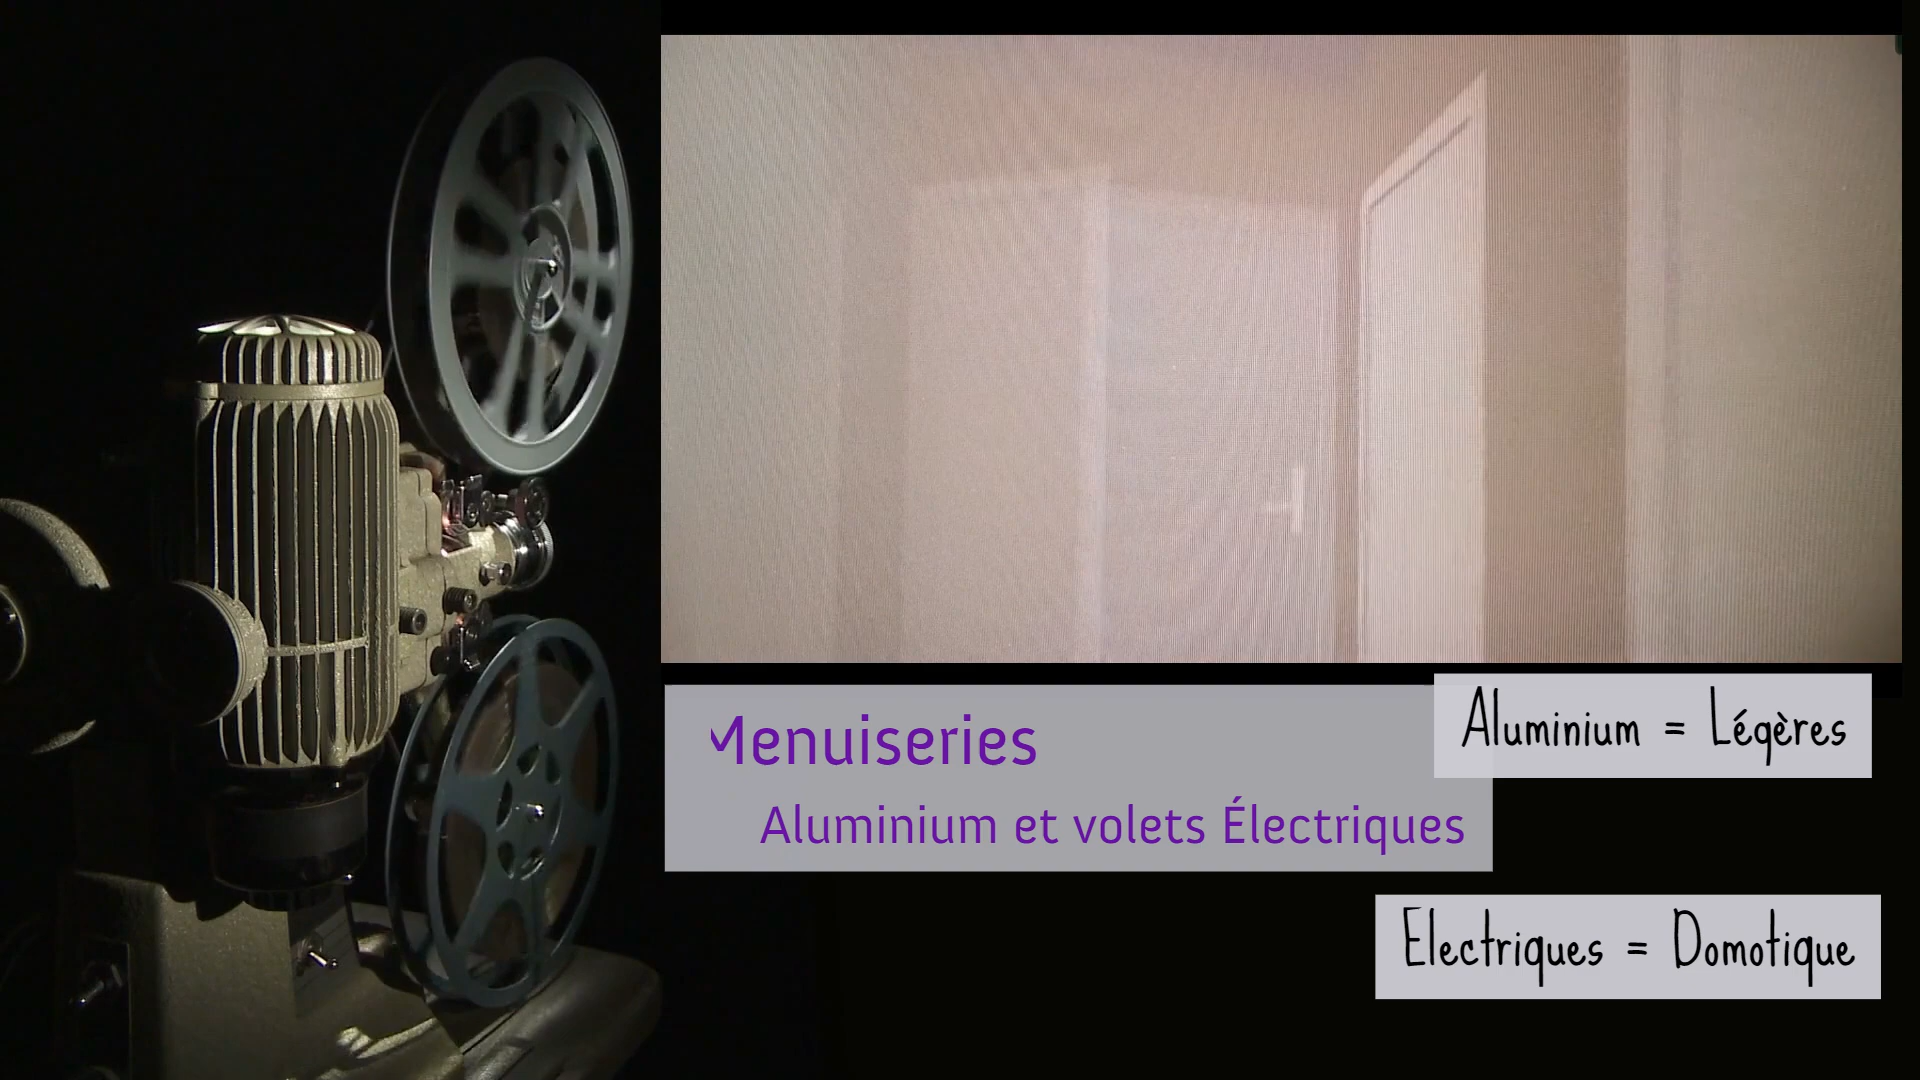 Menuiseries
Aluminium et volets Électriques
Aluminium = Légères
Electriques = Domotique